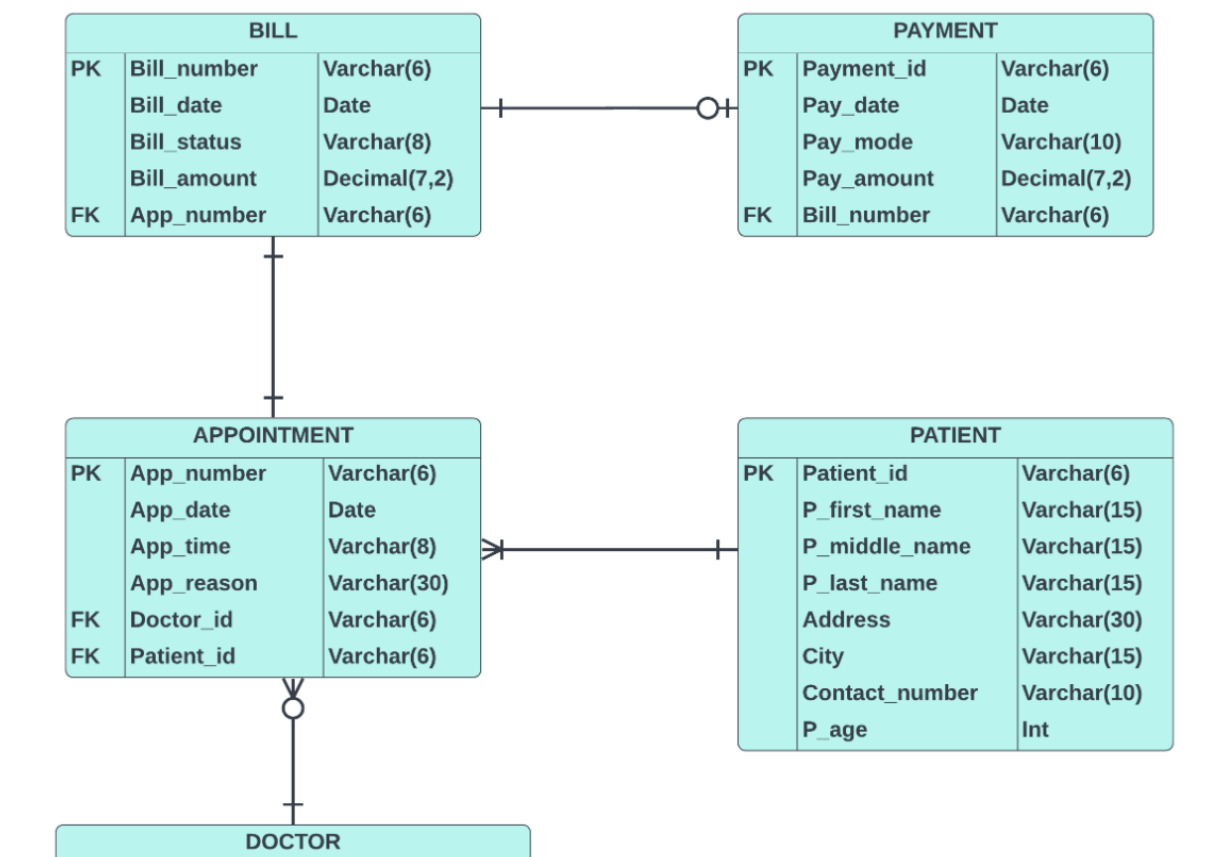 BILL
PK Bill_number Varchar(6)
Bill_date Date
Bill_status Varchar(8)
Bill_amount Decimal(7,2)
FK App_number Varchar(6)
PAYMENT
PK Payment_id Varchar(6)
Pay_date Date
Pay_mode Varchar(10)
Pay_amount Decimal(7,2)
FK Bill_number Varchar(6)
APPOINTMENT
PK App_number Varchar(6)
App_date Date
App_time Varchar(8)
App_reason Varchar(30)
FK Doctor_id Varchar(6)
FK Patient_id Varchar(6)
PATIENT
PK Patient_id Varchar(6)
P_first_name Varchar(15)
P_middle_name Varchar(15)
P_last_name Varchar(15)
Address Varchar(30)
City Varchar(15)
Contact_number Varchar(10)
P_age Int
DOCTOR